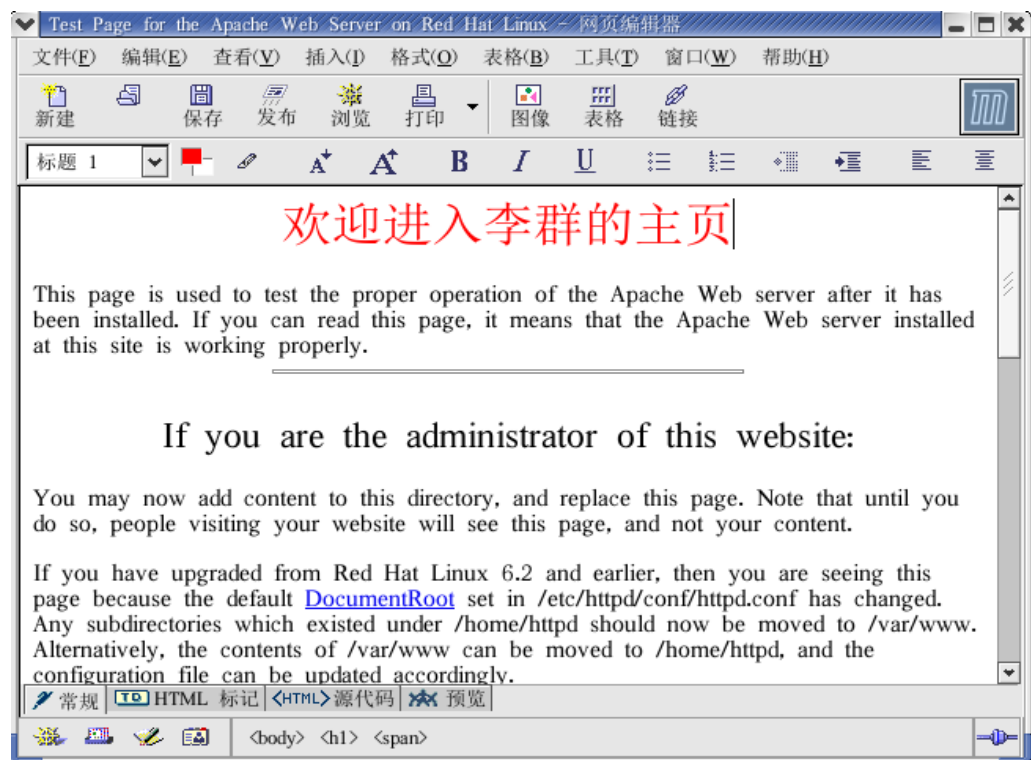 Test Page for the Apache Web Server on Red Hat Linux - 网页编辑器
文件(F) 编辑(E) 查看(V) 插入(I) 格式(O) 表格(B) 工具(T) 窗口(W) 帮助(H)
新建 保存 发布 浏览 打印 图像 表格 链接
标题 1 A A B I U
欢迎进入李群的主页
This page is used to test the proper operation of the Apache Web server after it has
been installed. If you can read this page, it means that the Apache Web server installed
at this site is working properly.
If you are the administrator of this website:
You may now add content to this directory, and replace this page. Note that until you
do so, people visiting your website will see this page, and not your content.
If you have upgraded from Red Hat Linux 6.2 and earlier, then you are seeing this
page because the default DocumentRoot set in /etc/httpd/conf/httpd.conf has changed.
Any subdirectories which existed under /home/httpd should now be moved to /var/www.
Alternatively, the contents of /var/www can be moved to /home/httpd, and the
configuration file can be updated accordingly.
常规 TD HTML 标记 <HTML> 源代码 预览
<body> <h1> <span>